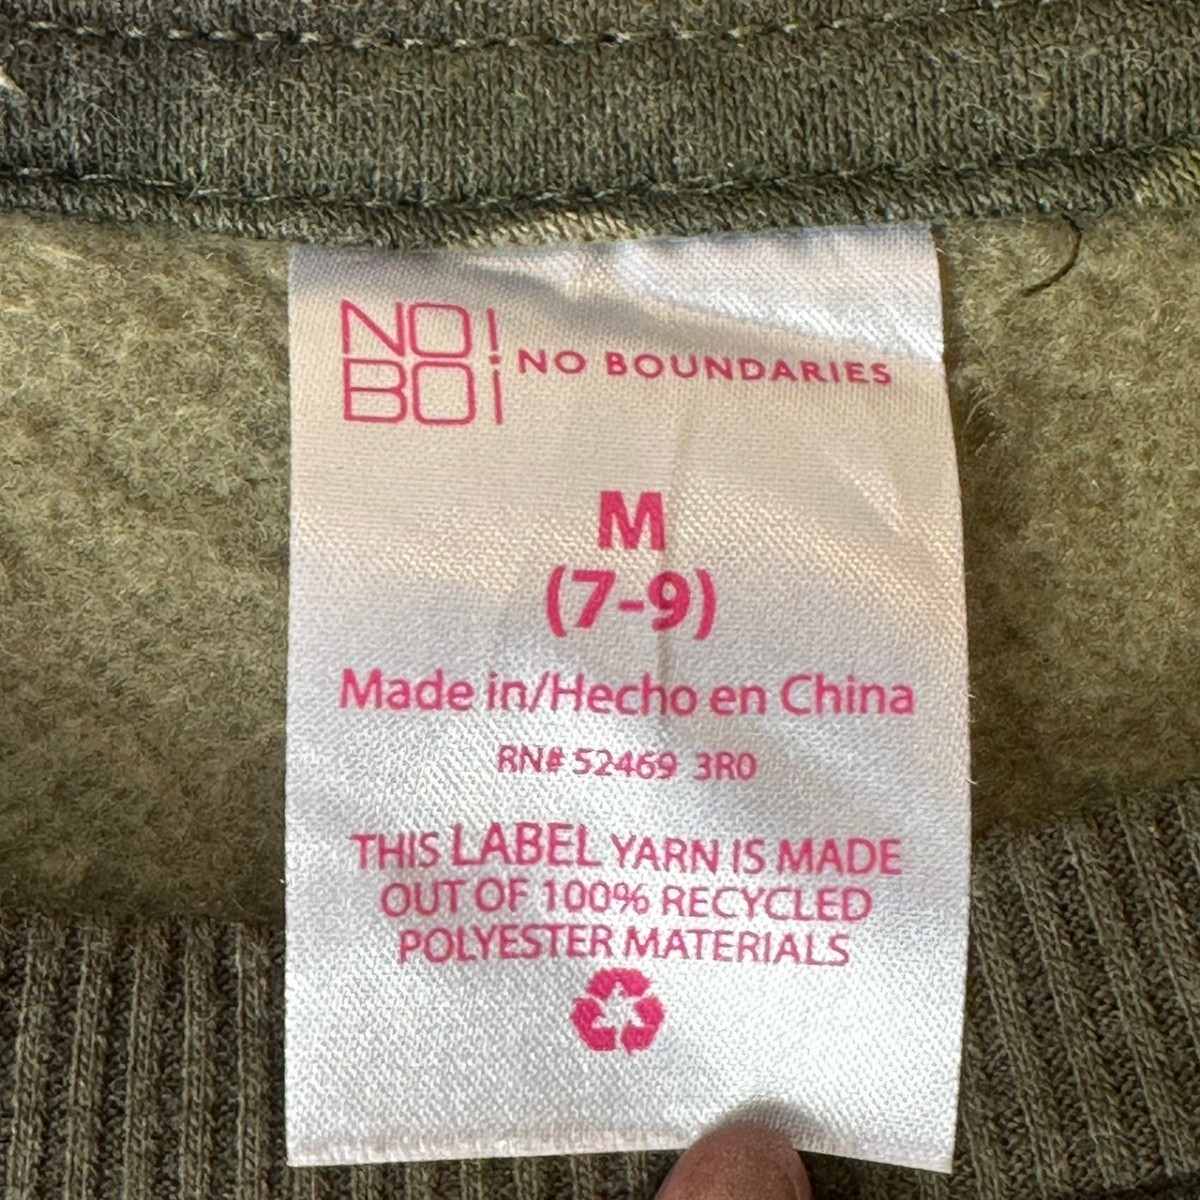 NO!
BO¡
NO BOUNDARIES
M
(7-9)
Made in/Hecho en China
RN# 52469 3R0
THIS LABEL YARN IS MADE
OUT OF 100% RECYCLED
POLYESTER MATERIALS